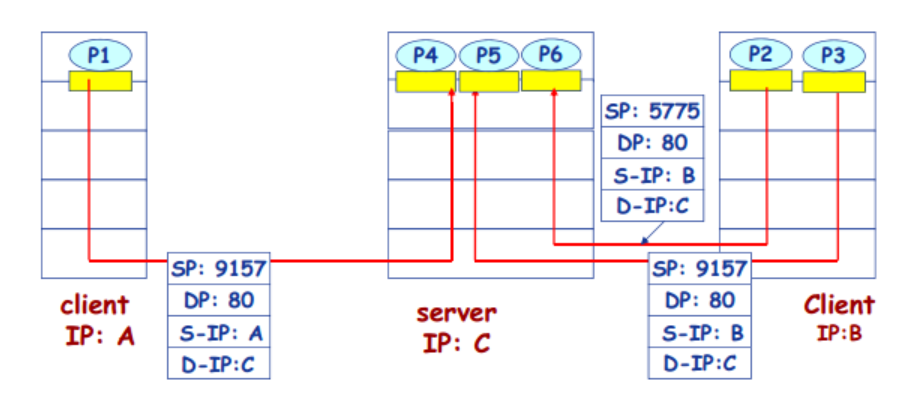 P1
P4
P5
P6
P2
P3
SP: 5775
DP: 80
S-IP: B
D-IP:C
SP: 9157
DP: 80
S-IP: A
D-IP:C
SP: 9157
DP: 80
S-IP: B
D-IP:C
client
IP: A
server
IP: C
Client
IP:B